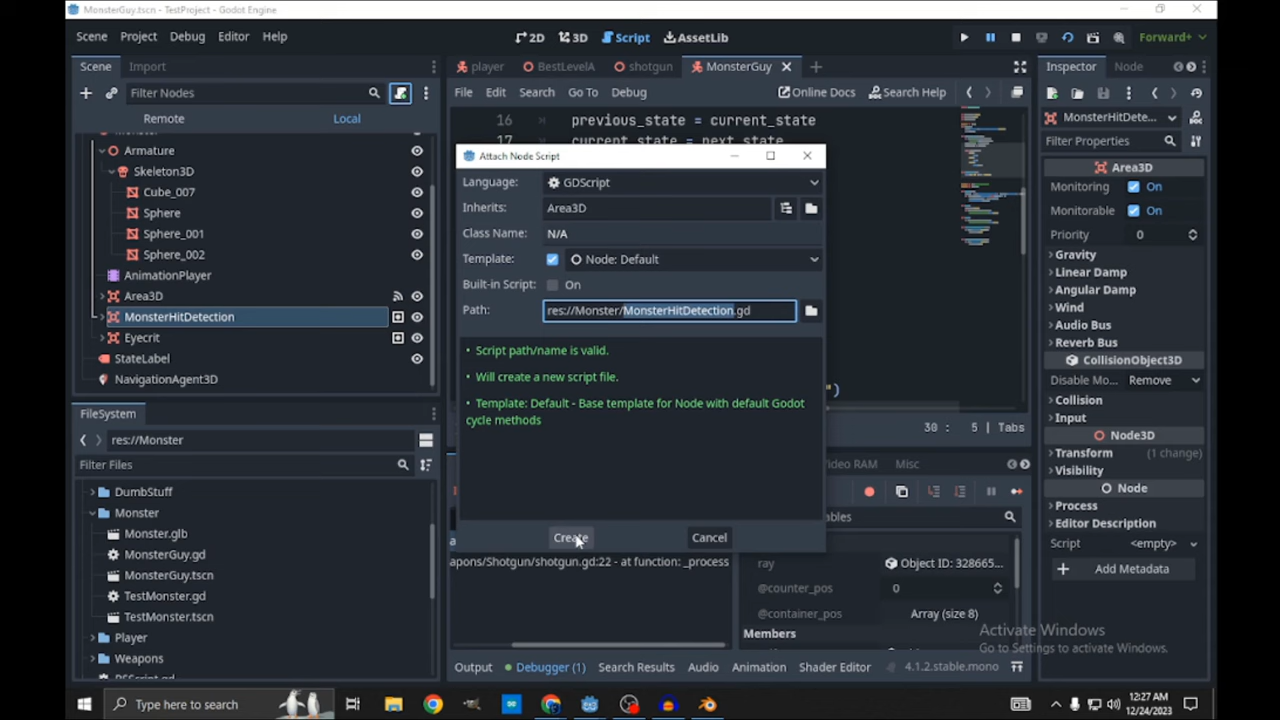 MonsterGuy.tscn - TestProject - Godot Engine
Scene Project Debug Editor Help
2D 3D Script AssetLib
Forward+
Scene Import
player BestLevelA shotgun MonsterGuy
Inspector Node
Filter Nodes
File Edit Search Go To Debug
Online Docs Search Help
Remote Local
16 previous_state = current_state
17 current_state = next_state
MonsterHitDete...
Filter Properties
Armature
Skeleton3D
Cube_007
Sphere
Sphere_001
Sphere_002
AnimationPlayer
Area3D
MonsterHitDetection
Eyecrit
StateLabel
NavigationAgent3D
Attach Node Script
Language: GDScript
Inherits: Area3D
Class Name: N/A
Template: Node: Default
Built-in Script: On
Path: res://Monster/MonsterHitDetection.gd
• Script path/name is valid.
• Will create a new script file.
• Template: Default - Base template for Node with default Godot
cycle methods
Create Cancel
")
30 : 5 | Tabs
Area3D
Monitoring On
Monitorable On
Priority 0
Gravity
Linear Damp
Angular Damp
Wind
Audio Bus
Reverb Bus
CollisionObject3D
Disable Mo... Remove
Collision
Input
Node3D
Transform (1 change)
Visibility
Node
Process
Editor Description
Script <empty>
Add Metadata
FileSystem
res://Monster
Filter Files
DumbStuff
Monster
Monster.glb
MonsterGuy.gd
MonsterGuy.tscn
TestMonster.gd
TestMonster.tscn
Player
Weapons
Video RAM Misc
apons/Shotgun/shotgun.gd:22 - at function: _process
ables
ray Object ID: 328665...
@counter_pos 0
@container_pos Array (size 8)
Members
Output Debugger (1) Search Results Audio Animation Shader Editor
4.1.2.stable.mono
Activate Windows
Go to Settings to activate Windows.
Type here to search
12:27 AM
12/24/2023